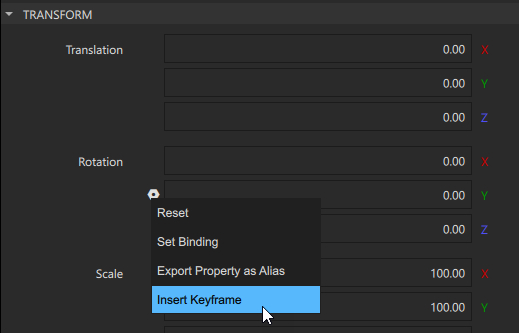 TRANSFORM
Translation 0.00 X
0.00 Y
0.00 Z
Rotation 0.00 X
0.00 Y
0.00 Z
Reset
Set Binding
Export Property as Alias
Scale 100.00 X
Insert Keyframe
100.00 Y